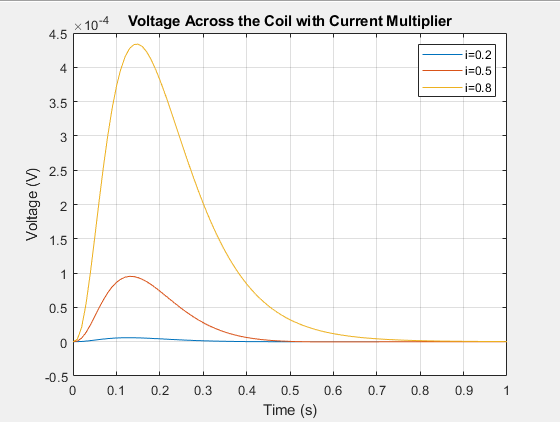 Voltage Across the Coil with Current Multiplier
×10⁻⁴
4.5
4
3.5
3
2.5
2
1.5
1
0.5
0
-0.5
Voltage (V)
i=0.2
i=0.5
i=0.8
0 0.1 0.2 0.3 0.4 0.5 0.6 0.7 0.8 0.9 1
Time (s)